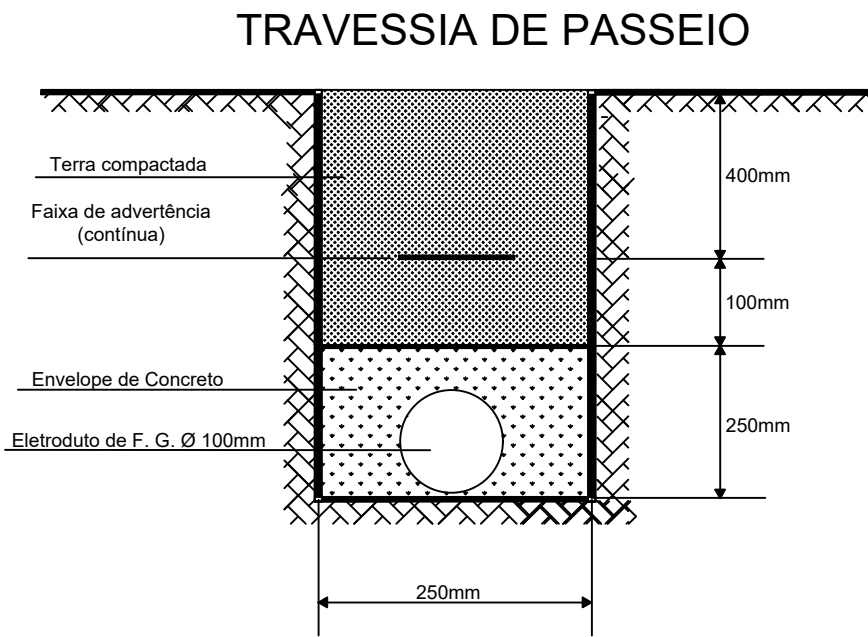 TRAVESSIA DE PASSEIO
Terra compactada
400mm
Faixa de advertência
(contínua)
100mm
Envelope de Concreto
250mm
Eletroduto de F. G. Ø 100mm
250mm